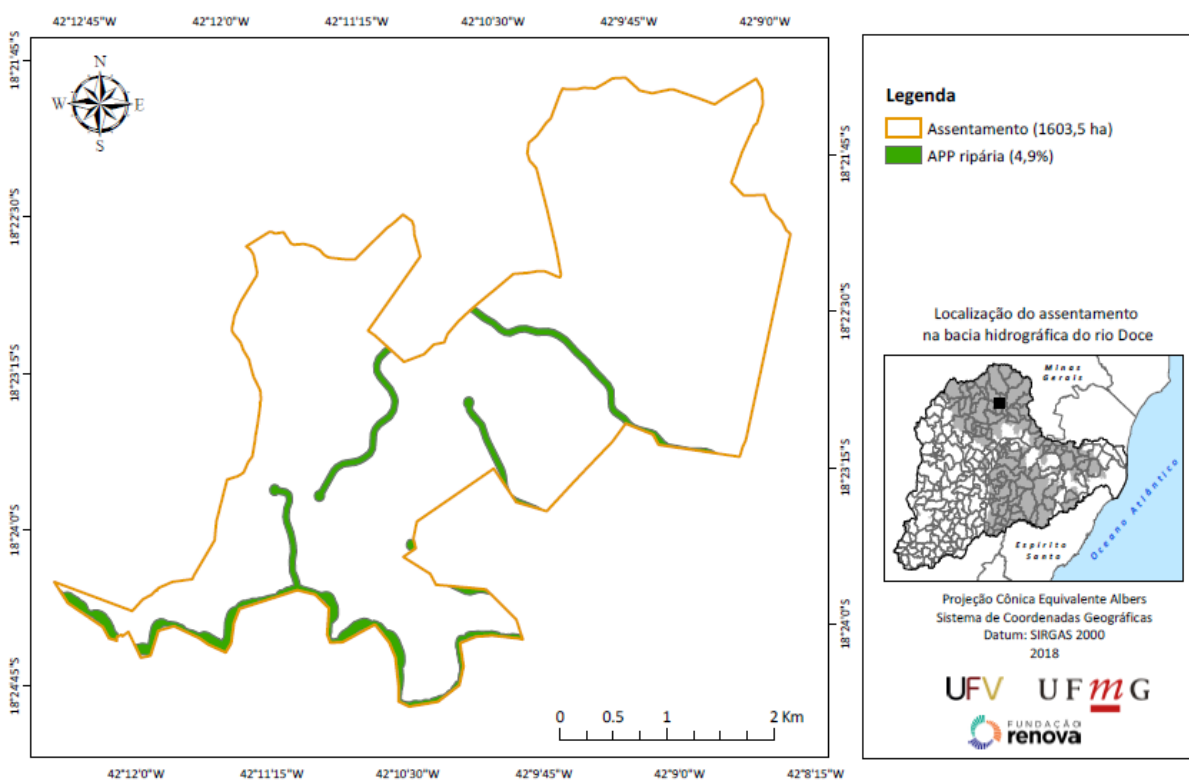 42°12'45"W 42°12'0"W 42°11'15"W 42°10'30"W 42°9'45"W 42°9'0"W
18°21'45"S
18°22'30"S
18°23'15"S
18°24'0"S
18°24'45"S
N
W E
S
18°21'45"S
18°22'30"S
18°23'15"S
18°24'0"S
0 0.5 1 2 Km
42°12'0"W 42°11'15"W 42°10'30"W 42°9'45"W 42°9'0"W 42°8'15"W
Legenda
Assentamento (1603,5 ha)
APP ripária (4,9%)
Localização do assentamento
na bacia hidrográfica do rio Doce
Minas
Gerais
Espírito
Santo
Oceano Atlântico
Projeção Cônica Equivalente Albers
Sistema de Coordenadas Geográficas
Datum: SIRGAS 2000
2018
UFV UFmG
FUNDAÇÃO
renova